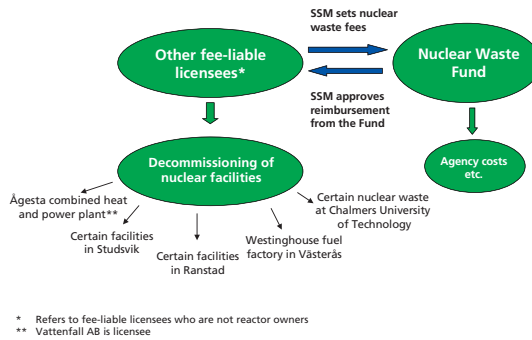 SSM sets nuclear
waste fees
Other fee-liable
licensees*
Nuclear Waste
Fund
SSM approves
reimbursement
from the Fund
Decommissioning of
nuclear facilities
Agency costs
etc.
Ågesta combined heat
and power plant**
Certain facilities
in Studsvik
Certain facilities
in Ranstad
Westinghouse fuel
factory in Västerås
Certain nuclear waste
at Chalmers University
of Technology
* Refers to fee-liable licensees who are not reactor owners
** Vattenfall AB is licensee